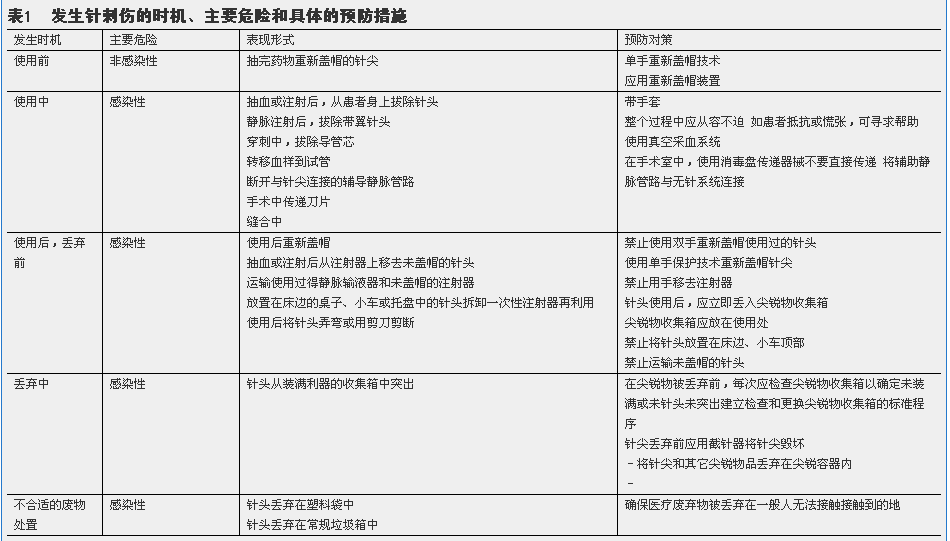 表1 发生针刺伤的时机、主要危险和具体的预防措施
发生时机 主要危险 表现形式 预防对策
使用前 非感染性 抽完药物重新盖帽的针尖 单手重新盖帽技术
应用重新盖帽装置
使用中 感染性 抽血或注射后，从患者身上拔除针头 带手套
静脉注射后，拔除带翼针头 整个过程中应从容不迫 如患者抵抗或慌张，可寻求帮助
穿刺中，拔除导管芯 使用真空采血系统
转移血样到试管 在手术室中，使用消毒盘传递器械不要直接传递 将辅助静
断开与针尖连接的辅导静脉管路 脉管路与无针系统连接
手术中传递刀片
缝合中
使用后，丢弃 感染性 使用后重新盖帽 禁止使用双手重新盖帽使用过的针头
前 抽血或注射后从注射器上移去未盖帽的针头 使用单手保护技术重新盖帽针尖
运输使用过得静脉输液器和未盖帽的注射器 禁止用手移去注射器
放置在床边的桌子、小车或托盘中的针头拆卸一次性注射器再利用 针头使用后，应立即丢入尖锐物收集箱
使用后将针头弄弯或用剪刀剪断 尖锐物收集箱应放在使用处
禁止将针头放置在床边、小车顶部
禁止运输未盖帽的针头
丢弃中 感染性 针头从装满利器的收集箱中突出 在尖锐物被丢弃前，每次应检查尖锐物收集箱以确定未装
满或未针头未突出建立检查和更换尖锐物收集箱的标准程
序
针尖丢弃前应用截针器将针尖毁坏
-将针尖和其它尖锐物品丢弃在尖锐容器内
-
不合适的废物 感染性 针头丢弃在塑料袋中 确保医疗废弃物被丢弃在一般人无法接触接触到的地
处置 针头丢弃在常规垃圾箱中